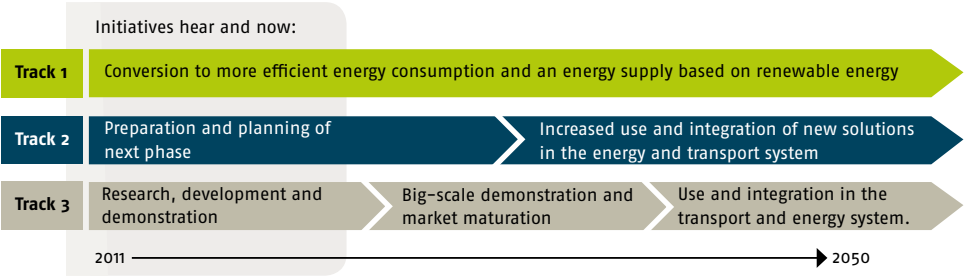 Initiatives hear and now:
Track 1
Conversion to more efficient energy consumption and an energy supply based on renewable energy
Track 2
Preparation and planning of
next phase
Increased use and integration of new solutions
in the energy and transport system
Track 3
Research, development and
demonstration
Big-scale demonstration and
market maturation
Use and integration in the
transport and energy system.
2011
2050